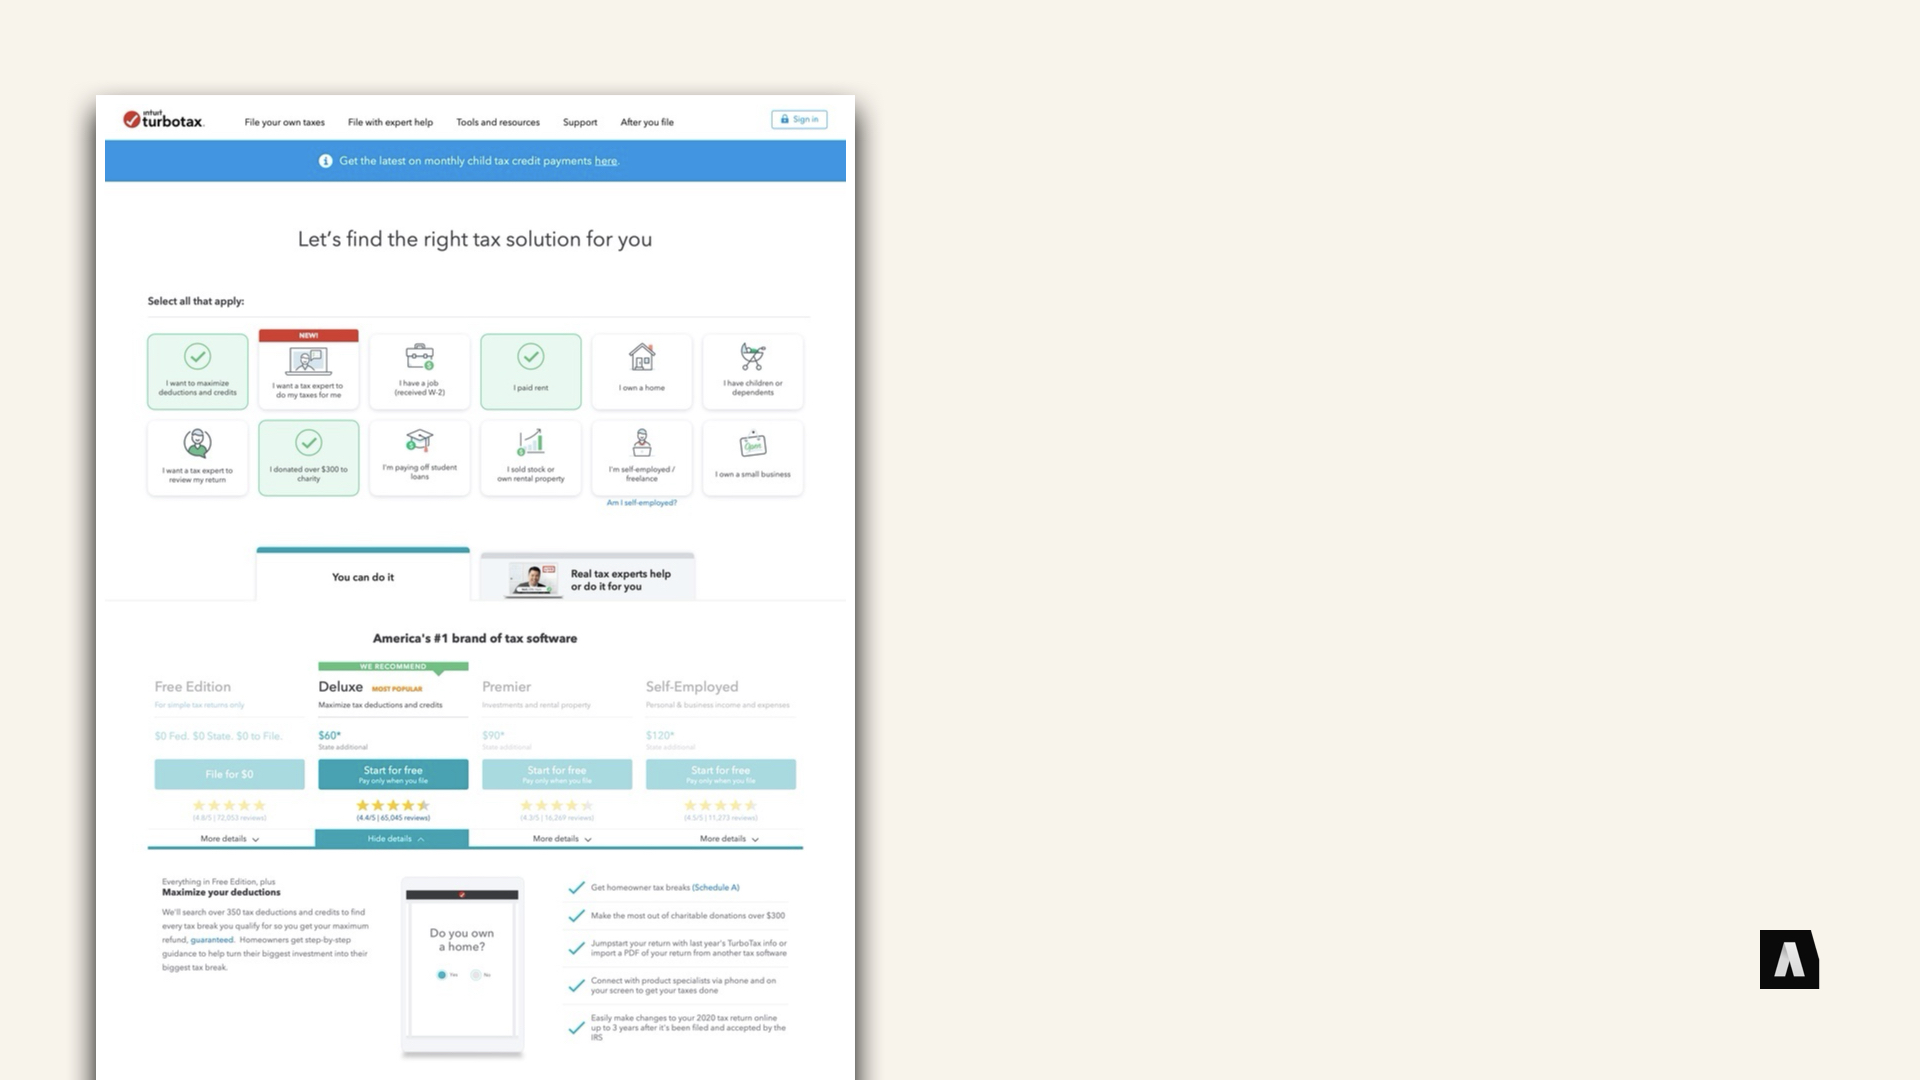 intuit
turbotax.
File your own taxes
File with expert help
Tools and resources
Support
After you file
Sign in
Get the latest on monthly child tax credit payments here.
Let's find the right tax solution for you
Select all that apply:
I want to maximize
deductions and credits
NEW!
I want a tax expert to
do my taxes for me
I have a job
(received W-2)
I paid rent
I own a home
I have children or
dependents
I want a tax expert to
review my return
I donated over $300 to
charity
I'm paying off student
loans
I sold stock or
own rental property
I'm self-employed /
freelance
Open
I own a small business
Am I self-employed?
You can do it
Real tax experts help
or do it for you
America's #1 brand of tax software
WE RECOMMEND
Free Edition
For simple tax returns only
$0 Fed. $0 State. $0 to File.
File for $0
(4.8/5 | 72,053 reviews)
More details
Deluxe MOST POPULAR
Maximize tax deductions and credits
$60*
State additional
Start for free
Pay only when you file
(4.4/5 | 65,045 reviews)
Hide details
Premier
Investments and rental property
$90*
State additional
Start for free
Pay only when you file
(4.3/5 | 16,369 reviews)
More details
Self-Employed
Personal & business income and expenses
$120*
State additional
Start for free
Pay only when you file
(4.5/5 | 11,273 reviews)
More details
Everything in Free Edition, plus
Maximize your deductions
We'll search over 350 tax deductions and credits to find
every tax break you qualify for so you get your maximum
refund, guaranteed. Homeowners get step-by-step
guidance to help turn their biggest investment into their
biggest tax break.
Do you own
a home?
Yes
No
Get homeowner tax breaks (Schedule A)
Make the most out of charitable donations over $300
Jumpstart your return with last year's TurboTax info or
import a PDF of your return from another tax software
Connect with product specialists via phone and on
your screen to get your taxes done
Easily make changes to your 2020 tax return online
up to 3 years after it's been filed and accepted by the
IRS